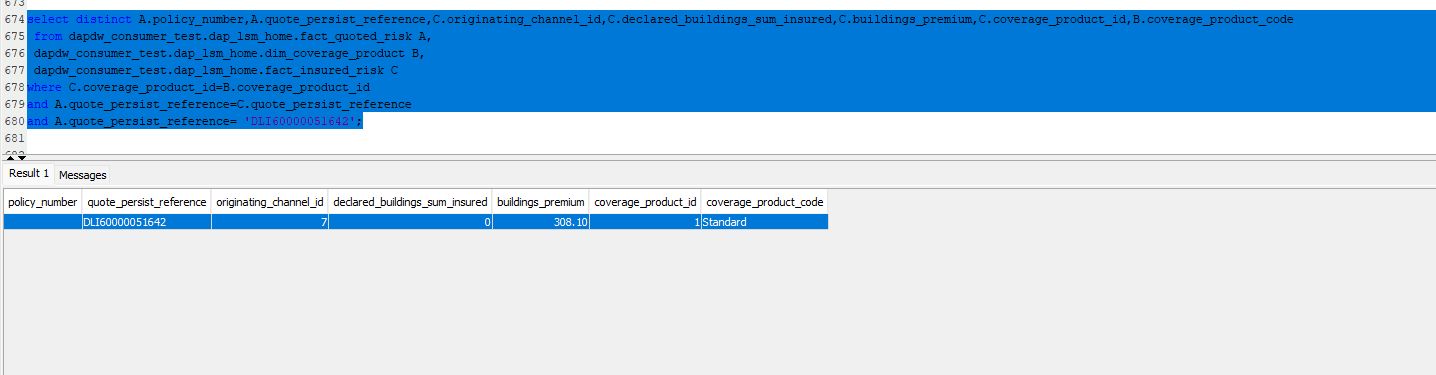 673
674 select distinct A.policy_number,A.quote_persist_reference,C.originating_channel_id,C.declared_buildings_sum_insured,C.buildings_premium,C.coverage_product_id,B.coverage_product_code
675 from dapdw_consumer_test.dap_lsm_home.fact_quoted_risk A,
676 dapdw_consumer_test.dap_lsm_home.dim_coverage_product B,
677 dapdw_consumer_test.dap_lsm_home.fact_insured_risk C
678 where C.coverage_product_id=B.coverage_product_id
679 and A.quote_persist_reference=C.quote_persist_reference
680 and A.quote_persist_reference= 'DLI60000051642';
681
682
Result 1 Messages
policy_number quote_persist_reference originating_channel_id declared_buildings_sum_insured buildings_premium coverage_product_id coverage_product_code
DLI60000051642 7 0 308.10 1 Standard